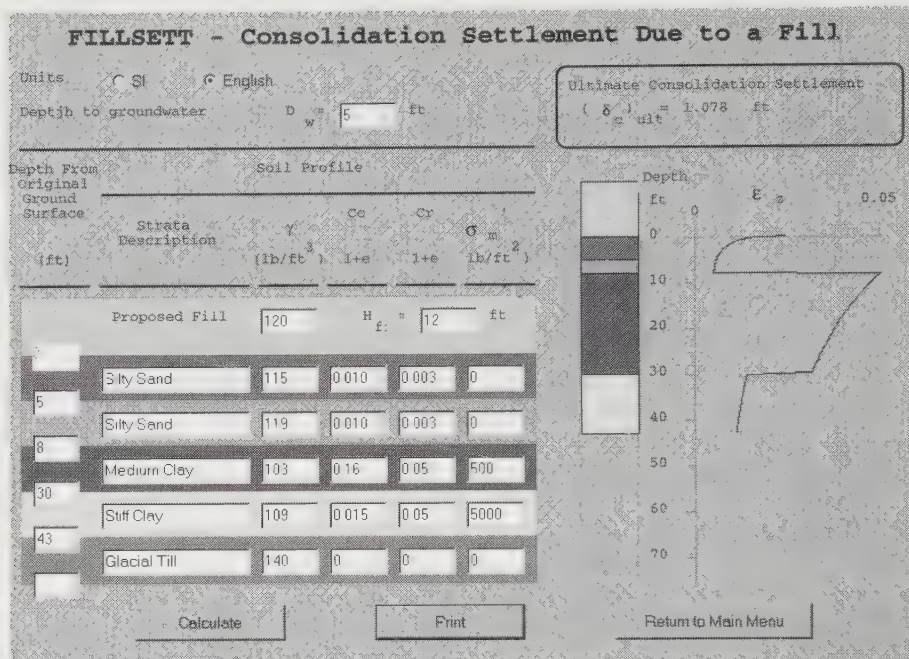 FILLSETT - Consolidation Settlement Due to a Fill
Units SI English
Deptjh to groundwater D w = 5 ft
Ultimate Consolidation Settlement
( δ c ) ult = 1.078 ft
Depth From Original Ground Surface (ft)
Soil Profile
Strata Description
γ (lb/ft 3 )
Cc 1+e
Cr 1+e
σ m ' lb/ft 2 )
Proposed Fill 120 H f: = 12 ft
Silty Sand 115 0.010 0.003 0
5
Silty Sand 119 0.010 0.003 0
8
Medium Clay 103 0.16 0.05 500
30
Stiff Clay 109 0.015 0.05 5000
43
Glacial Till 140 0 0 0
Depth ft
ε z
0 0.05
0
10
20
30
40
50
60
70
Calculate Print Return to Main Menu